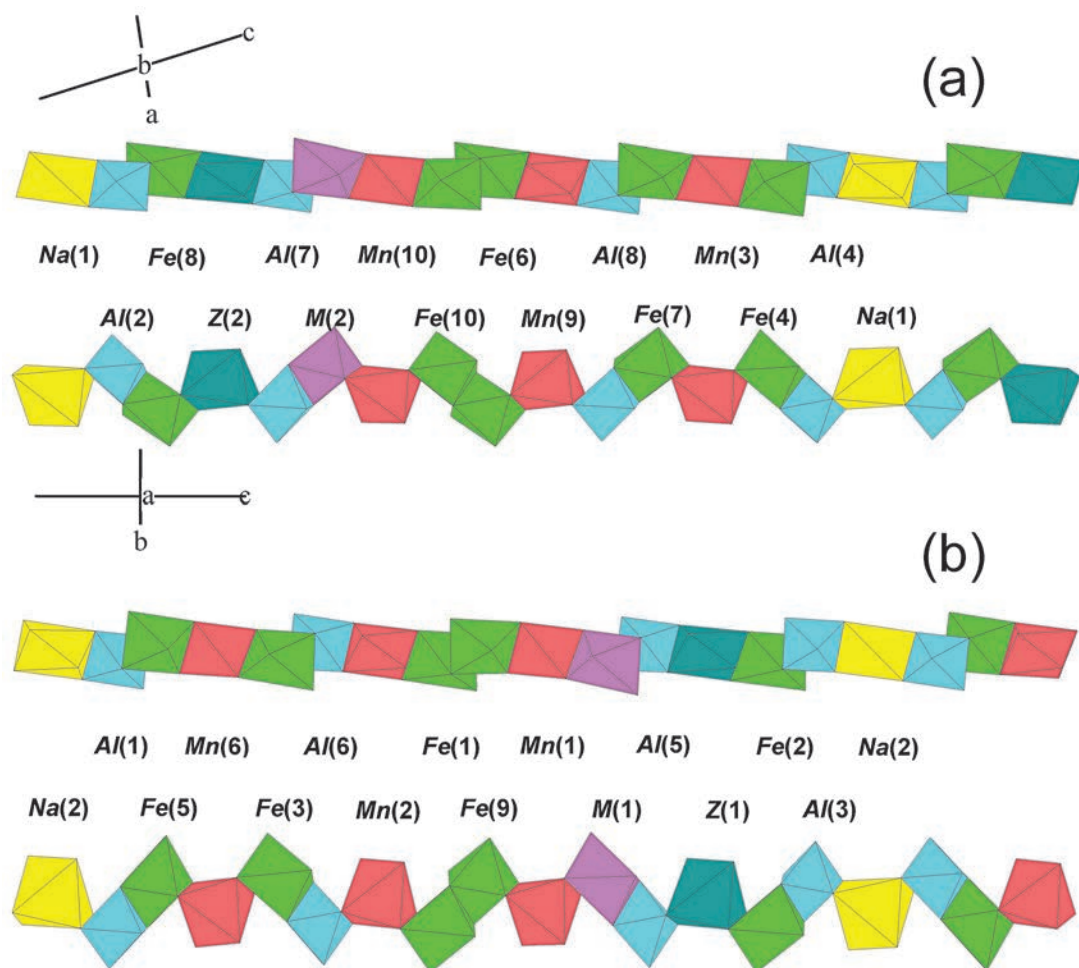 c
(a)
b
a
Na(1) Fe(8) Al(7) Mn(10) Fe(6) Al(8) Mn(3) Al(4)
Al(2) Z(2) M(2) Fe(10) Mn(9) Fe(7) Fe(4) Na(1)
a c
b
(b)
Al(1) Mn(6) Al(6) Fe(1) Mn(1) Al(5) Fe(2) Na(2)
Na(2) Fe(5) Fe(3) Mn(2) Fe(9) M(1) Z(1) Al(3)